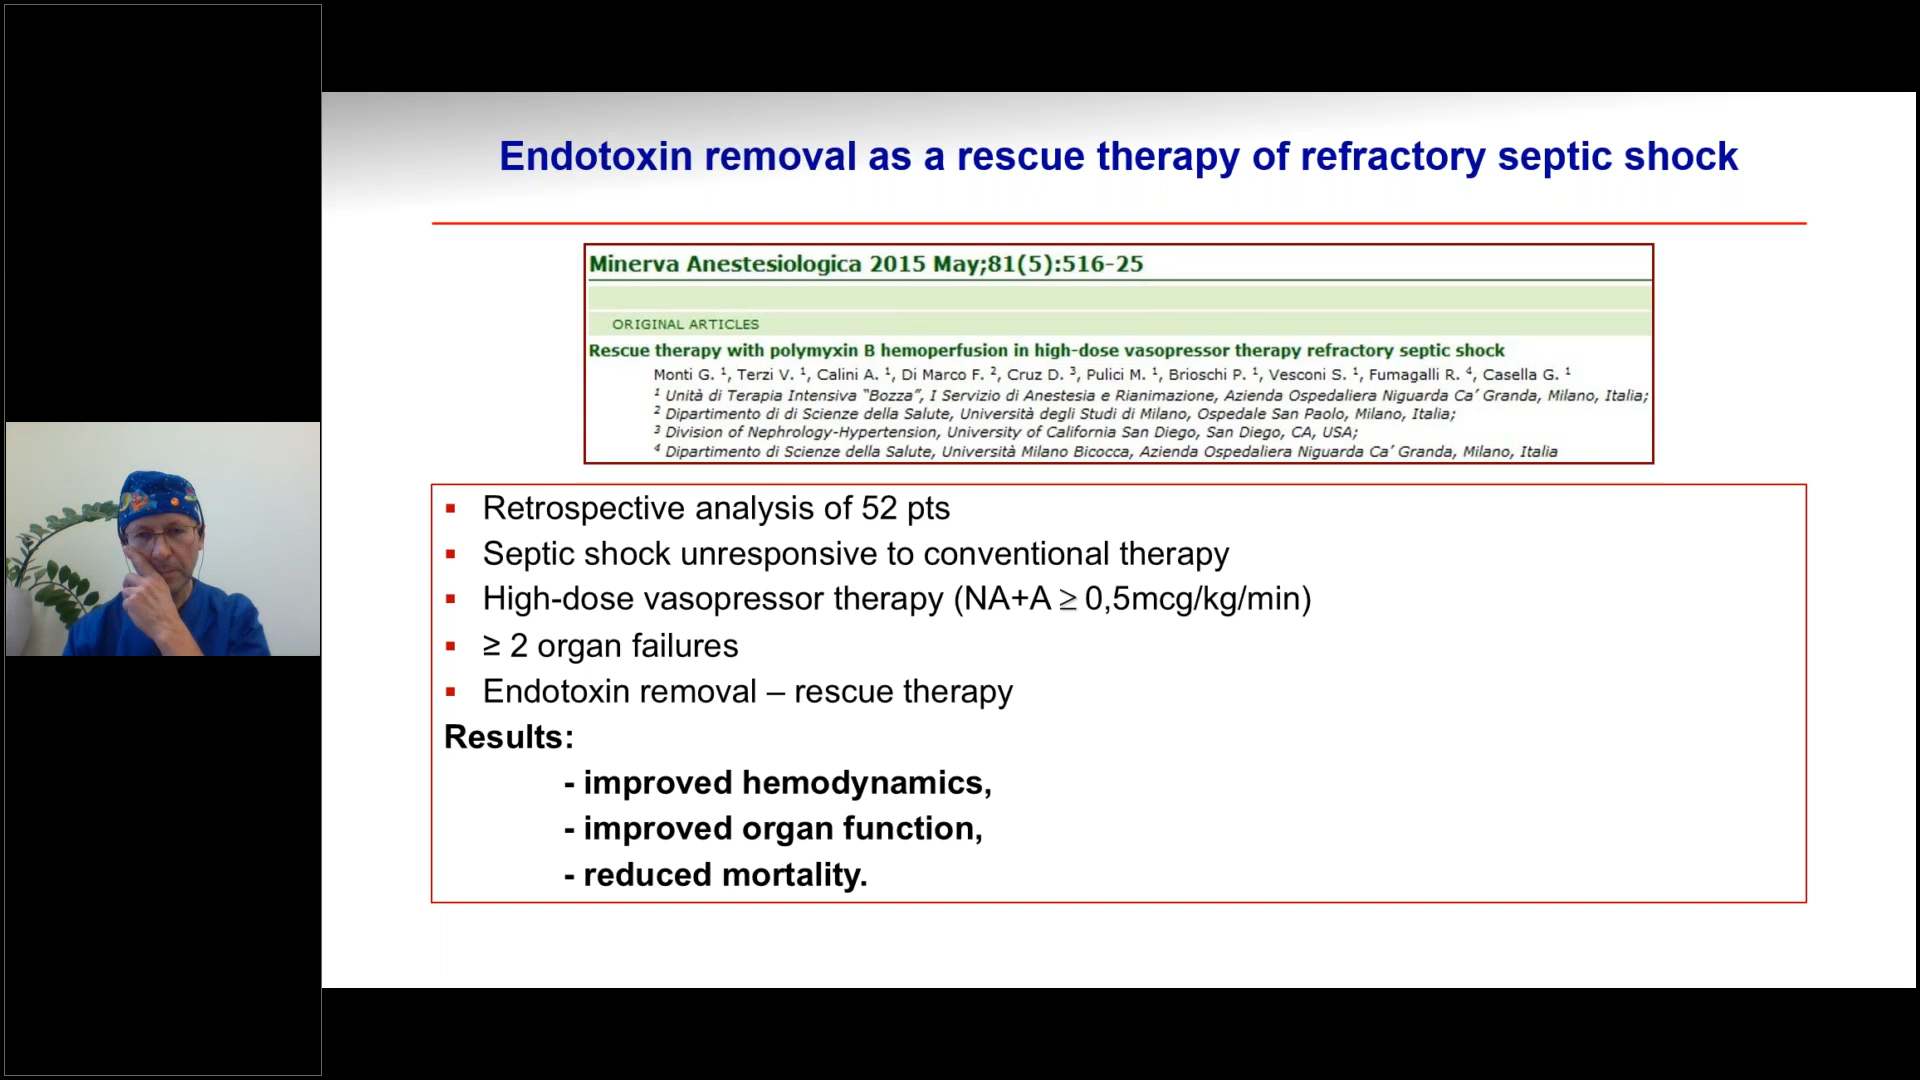 Endotoxin removal as a rescue therapy of refractory septic shock
Minerva Anestesiologica 2015 May;81(5):516-25
ORIGINAL ARTICLES
Rescue therapy with polymyxin B hemoperfusion in high-dose vasopressor therapy refractory septic shock
Monti G. ¹, Terzi V. ¹, Calini A. ¹, Di Marco F. ², Cruz D. ³, Pulici M. ¹, Brioschi P. ¹, Vesconi S. ¹, Fumagalli R. ⁴, Casella G. ¹
¹ Unità di Terapia Intensiva “Bozza”, I Servizio di Anestesia e Rianimazione, Azienda Ospedaliera Niguarda Ca’ Granda, Milano, Italia;
² Dipartimento di di Scienze della Salute, Università degli Studi di Milano, Ospedale San Paolo, Milano, Italia;
³ Division of Nephrology-Hypertension, University of California San Diego, San Diego, CA, USA;
⁴ Dipartimento di Scienze della Salute, Università Milano Bicocca, Azienda Ospedaliera Niguarda Ca’ Granda, Milano, Italia
▪ Retrospective analysis of 52 pts
▪ Septic shock unresponsive to conventional therapy
▪ High-dose vasopressor therapy (NA+A ≥ 0,5mcg/kg/min)
▪ ≥ 2 organ failures
▪ Endotoxin removal – rescue therapy
Results:
- improved hemodynamics,
- improved organ function,
- reduced mortality.